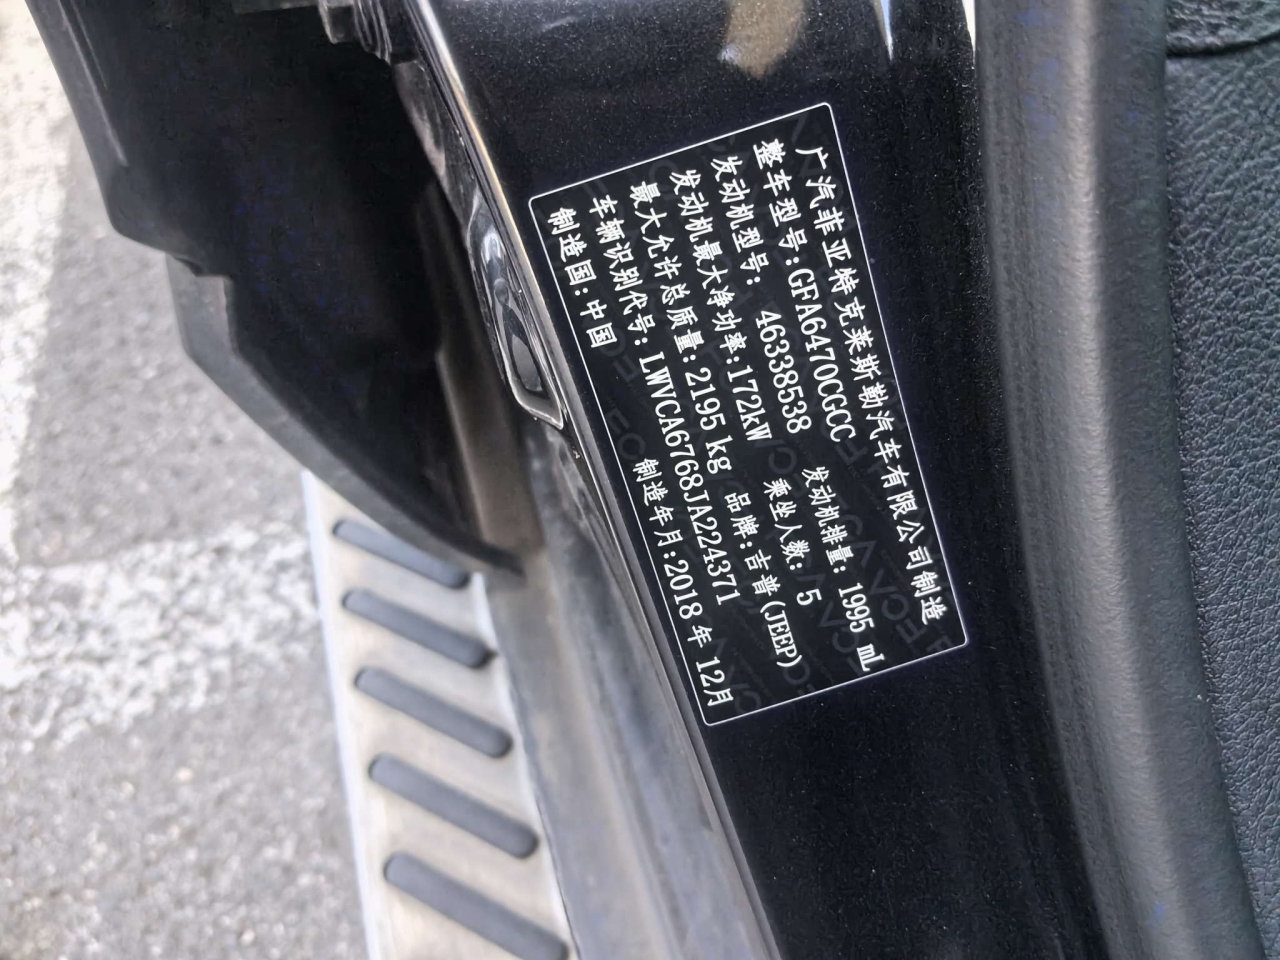 广汽菲亚特克莱斯勒汽车有限公司制造
整车型号:GFA6470CGCC
发动机型号: 46338538 发动机排量: 1995 mL
发动机最大净功率:172kW 乘坐人数: 5
最大允许总质量:2195 kg 品牌:吉普(JEEP)
车辆识别代号:LWVCA6768JA224371
制造国:中国 制造年月:2018 年 12月